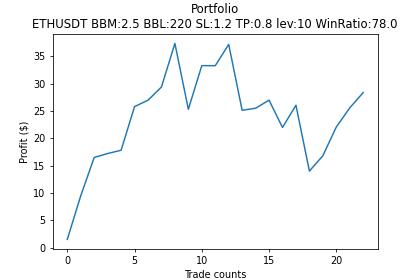 Portfolio
ETHUSDT BBM:2.5 BBL:220 SL:1.2 TP:0.8 lev:10 WinRatio:78.0
35
30
25
20
15
10
5
0
Profit ($)
0 5 10 15 20
Trade counts